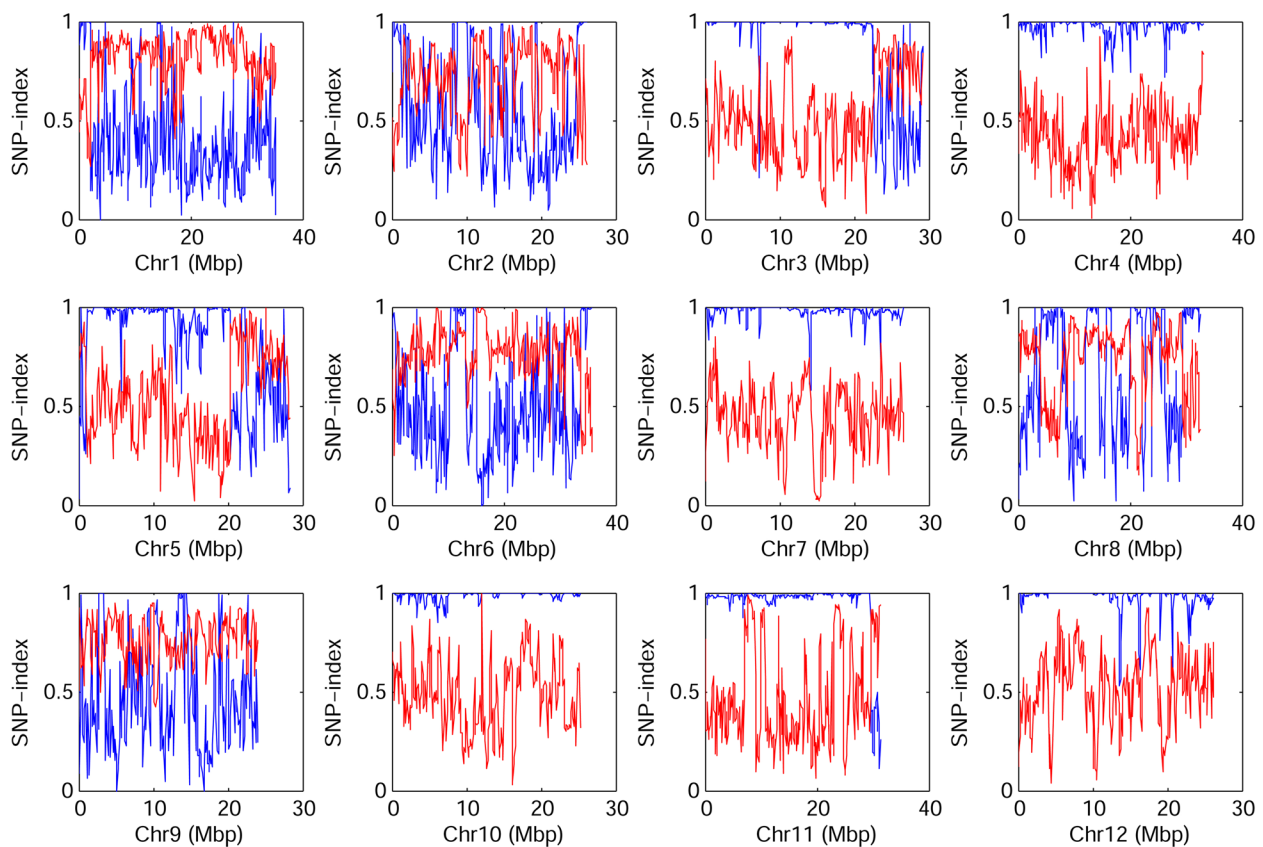 1 1 1 1
SNP−index SNP−index SNP−index SNP−index
0.5 0.5 0.5 0.5
0 0 0 0
0 20 40 0 10 20 30 0 10 20 30 0 20 40
Chr1 (Mbp) Chr2 (Mbp) Chr3 (Mbp) Chr4 (Mbp)
1 1 1 1
SNP−index SNP−index SNP−index SNP−index
0.5 0.5 0.5 0.5
0 0 0 0
0 10 20 30 0 20 40 0 10 20 30 0 20 40
Chr5 (Mbp) Chr6 (Mbp) Chr7 (Mbp) Chr8 (Mbp)
1 1 1 1
SNP−index SNP−index SNP−index SNP−index
0.5 0.5 0.5 0.5
0 0 0 0
0 10 20 30 0 10 20 30 0 20 40 0 10 20 30
Chr9 (Mbp) Chr10 (Mbp) Chr11 (Mbp) Chr12 (Mbp)